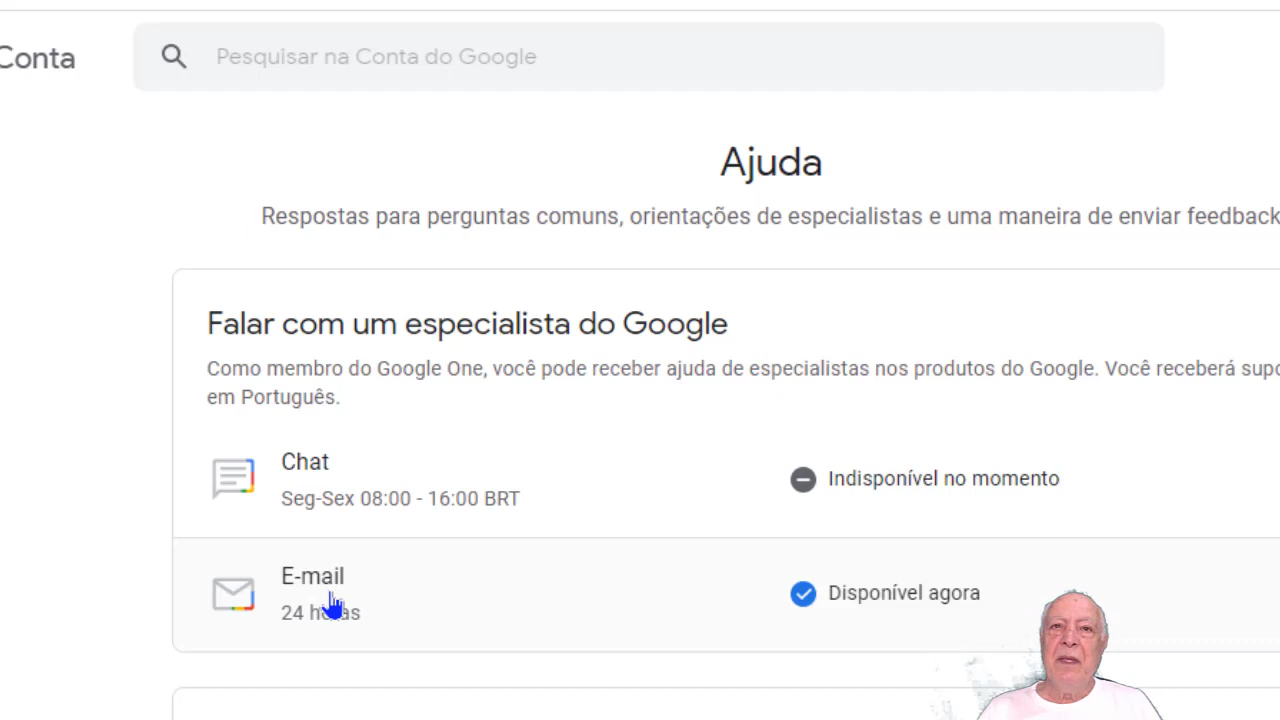 Conta
Pesquisar na Conta do Google
Ajuda
Respostas para perguntas comuns, orientações de especialistas e uma maneira de enviar feedback
Falar com um especialista do Google
Como membro do Google One, você pode receber ajuda de especialistas nos produtos do Google. Você receberá
em Português.
Chat
Indisponível no momento
Seg-Sex 08:00 - 16:00 BRT
E-mail
Disponível agora
24 horas